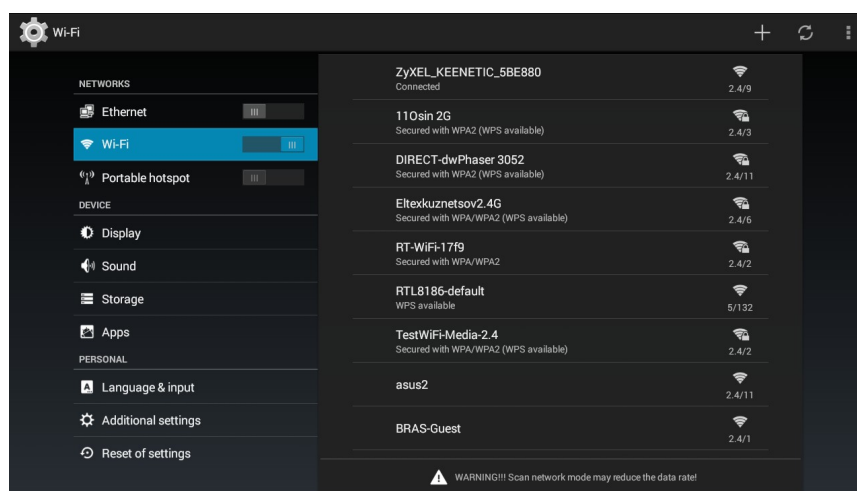 Wi-Fi
NETWORKS
Ethernet
Wi-Fi
Portable hotspot
DEVICE
Display
Sound
Storage
Apps
PERSONAL
Language & input
Additional settings
Reset of settings
ZyXEL_KEENETIC_5BE880
Connected
2.4/9
11Osin 2G
Secured with WPA2 (WPS available)
2.4/3
DIRECT-dwPhaser 3052
Secured with WPA2 (WPS available)
2.4/11
Eltexkuznetsov2.4G
Secured with WPA/WPA2 (WPS available)
2.4/6
RT-WiFi-17f9
Secured with WPA/WPA2
2.4/2
RTL8186-default
WPS available
5/132
TestWiFi-Media-2.4
Secured with WPA/WPA2 (WPS available)
2.4/2
asus2
2.4/11
BRAS-Guest
2.4/1
WARNING!!! Scan network mode may reduce the data rate!